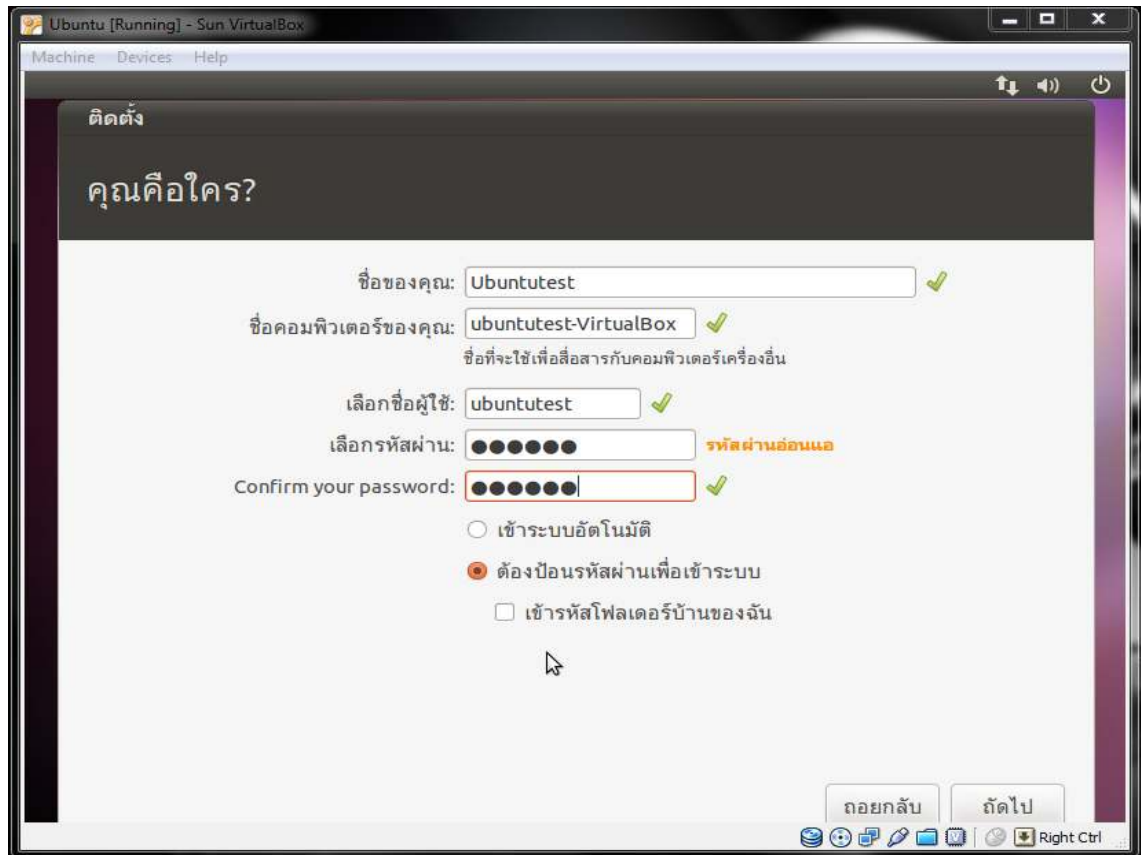 Ubuntu [Running] - Sun VirtualBox
Machine Devices Help
ติดตั้ง
คุณคือใคร?
ชื่อของคุณ: Ubuntutest
ชื่อคอมพิวเตอร์ของคุณ: ubuntutest-VirtualBox
ชื่อที่จะใช้เพื่อสื่อสารกับคอมพิวเตอร์เครื่องอื่น
เลือกชื่อผู้ใช้: ubuntutest
เลือกรหัสผ่าน: ●●●●●● รหัสผ่านอ่อนแอ
Confirm your password: ●●●●●●
เข้าระบบอัตโนมัติ
ต้องป้อนรหัสผ่านเพื่อเข้าระบบ
เข้ารหัสโฟลเดอร์บ้านของฉัน
ถอยกลับ ถัดไป
Right Ctrl